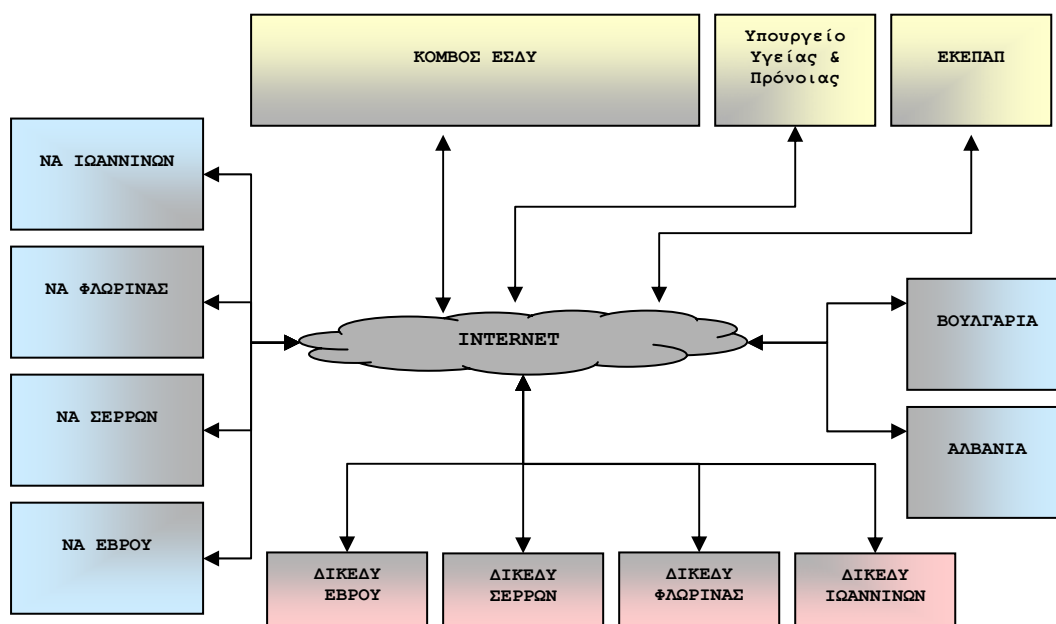 ΚΟΜΒΟΣ ΕΣΔΥ
Υπουργείο
Υγείας &
Πρόνοιας
ΕΚΕΠΑΠ
ΝΑ ΙΩΑΝΝΙΝΩΝ
ΝΑ ΦΛΩΡΙΝΑΣ
ΝΑ ΣΕΡΡΩΝ
ΝΑ ΕΒΡΟΥ
INTERNET
ΒΟΥΛΓΑΡΙΑ
ΑΛΒΑΝΙΑ
ΔΙΚΕΔΥ
ΕΒΡΟΥ
ΔΙΚΕΔΥ
ΣΕΡΡΩΝ
ΔΙΚΕΔΥ
ΦΛΩΡΙΝΑΣ
ΔΙΚΕΔΥ
ΙΩΑΝΝΙΝΩΝ